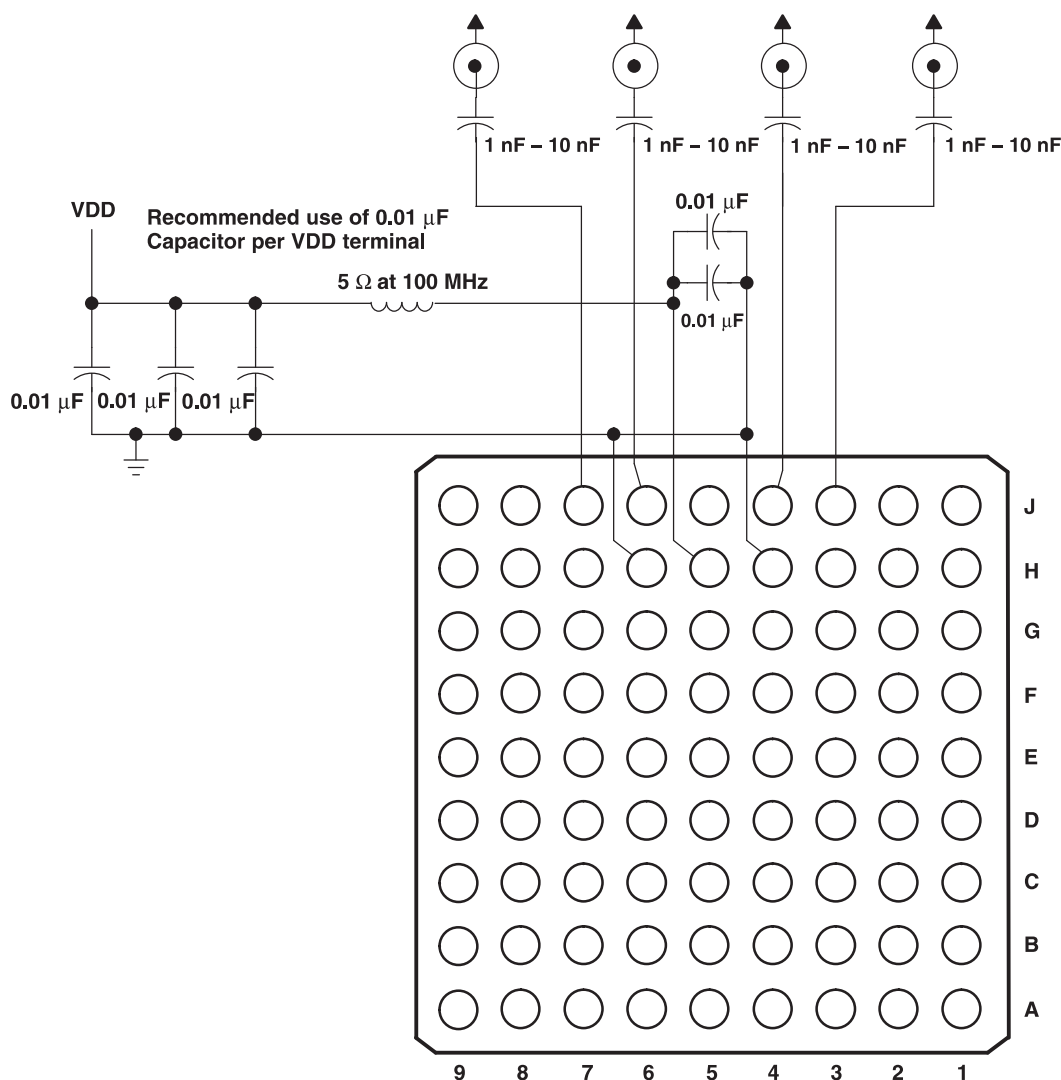 1 nF – 10 nF
1 nF – 10 nF
1 nF – 10 nF
1 nF – 10 nF
VDD
Recommended use of 0.01 μF
Capacitor per VDD terminal
0.01 μF
5 Ω at 100 MHz
0.01 μF
0.01 μF
0.01 μF
0.01 μF
J
H
G
F
E
D
C
B
A
9 8 7 6 5 4 3 2 1